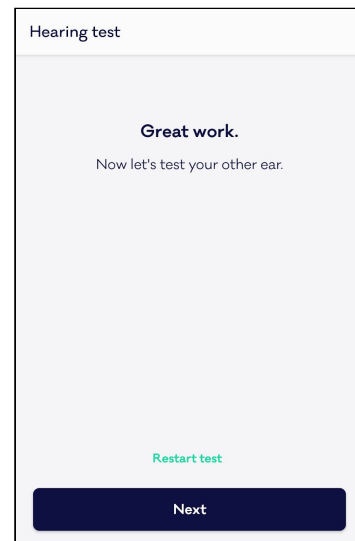 Hearing test
Great work.
Now let's test your other ear.
Restart test
Next